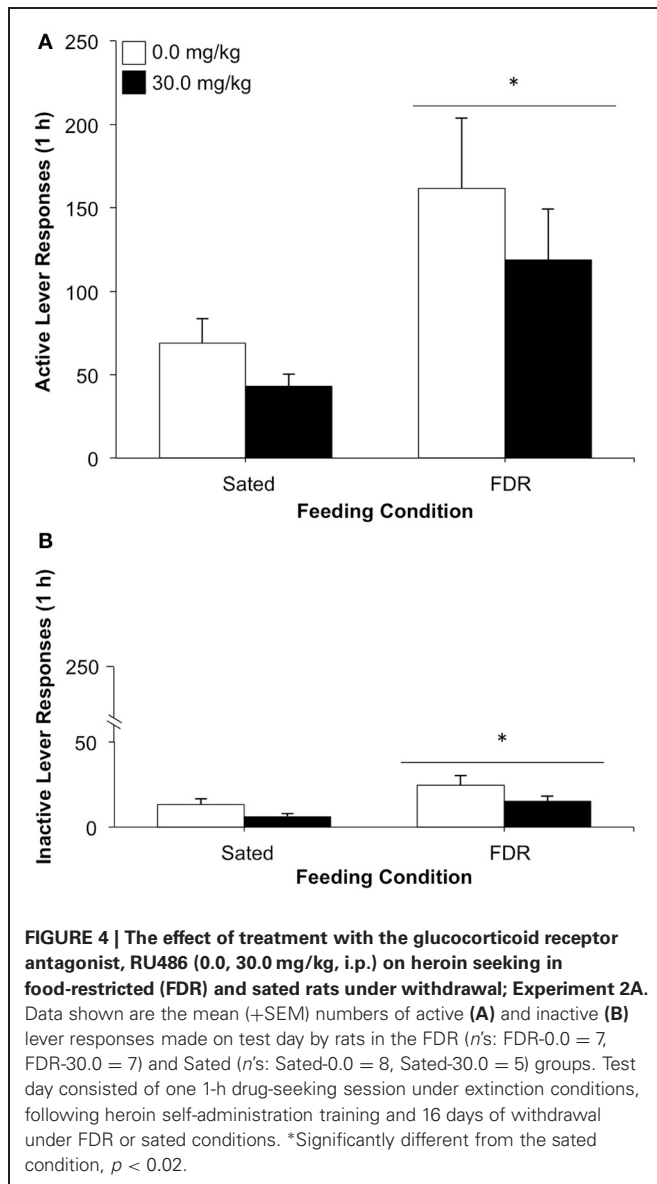 A
250
200
150
100
50
0
Active Lever Responses (1 h)
0.0 mg/kg
30.0 mg/kg
*
Sated
FDR
Feeding Condition
B
250
50
0
Inactive Lever Responses (1 h)
*
Sated
FDR
Feeding Condition
FIGURE 4 | The effect of treatment with the glucocorticoid receptor
antagonist, RU486 (0.0, 30.0 mg/kg, i.p.) on heroin seeking in
food-restricted (FDR) and sated rats under withdrawal; Experiment 2A.
Data shown are the mean (+SEM) numbers of active (A) and inactive (B)
lever responses made on test day by rats in the FDR (n's: FDR-0.0 = 7,
FDR-30.0 = 7) and Sated (n's: Sated-0.0 = 8, Sated-30.0 = 5) groups. Test
day consisted of one 1-h drug-seeking session under extinction conditions,
following heroin self-administration training and 16 days of withdrawal
under FDR or sated conditions. *Significantly different from the sated
condition, p < 0.02.